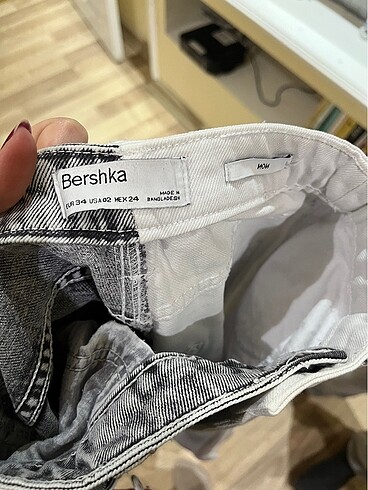 Bershka
MADE IN
BANGLADESH
EUR 34 USA 02 MEX 24
MOM